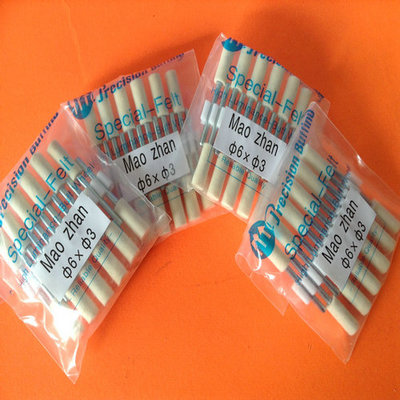 Precision Buffing
Special-Felt
Mao zhan
Φ6×Φ3
Precision Buffing
Special-Felt
Mao zhan
Φ6×Φ3
Precision Buffing
Special-Felt
Mao zhan
Φ6×Φ3
Precision Buffing
Special-Felt
Mao zhan
Φ6×Φ3